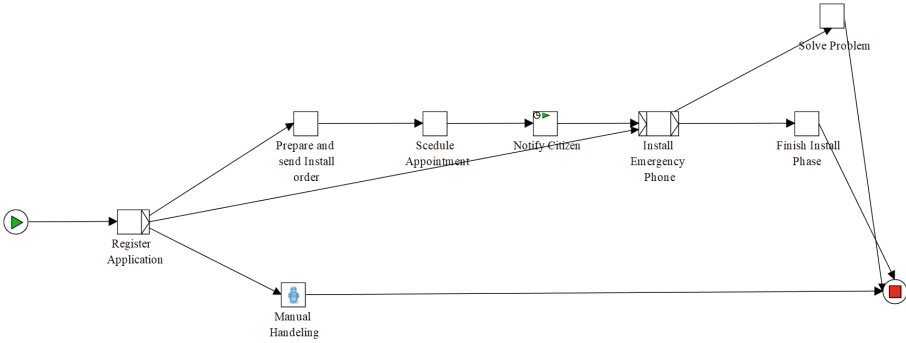 Solve Problem
Prepare and
send Install
order
Scedule
Appointment
Notify Citizen
Install
Emergency
Phone
Finish Install
Phase
Register
Application
Manual
Handeling